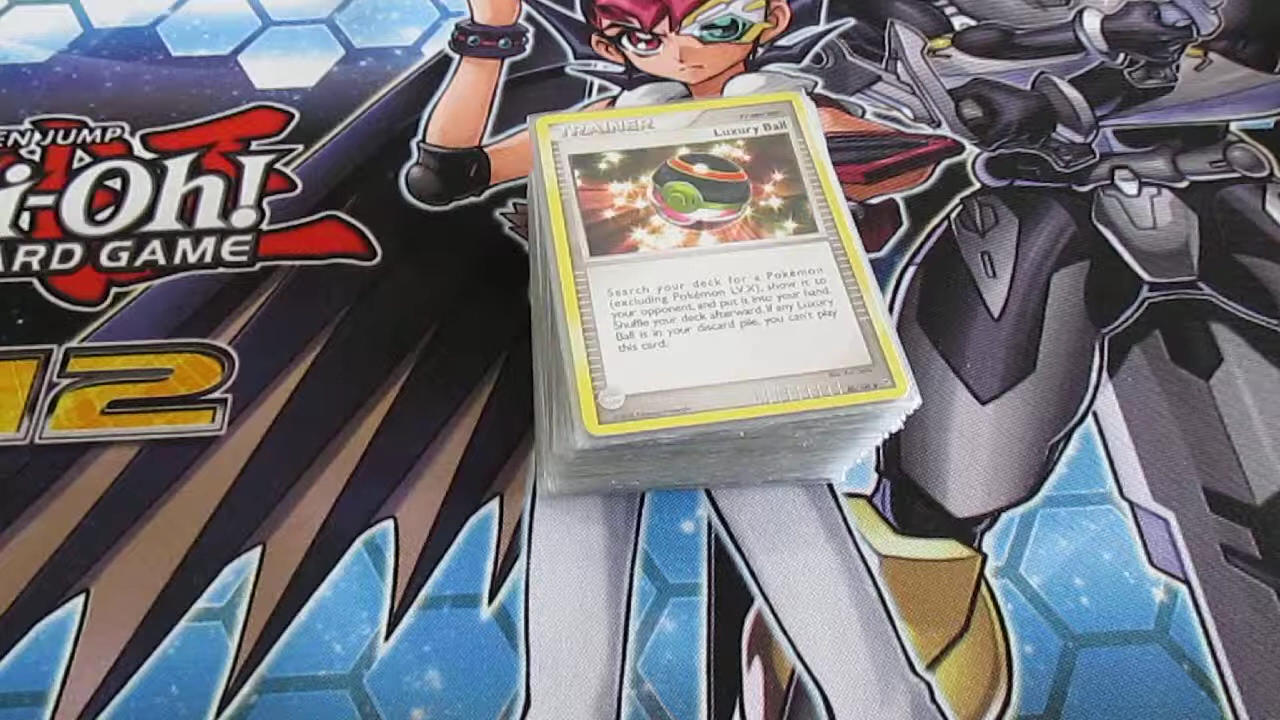 EN JUMP
i-Oh!
ARD GAME
12
TRAINER
Luxury Ball
Search your deck for a Pokémon
(excluding Pokémon LV.X), show it to
your opponent, and put it into your hand.
Shuffle your deck afterward. If any Luxury
Ball is in your discard pile, you can't play
this card.